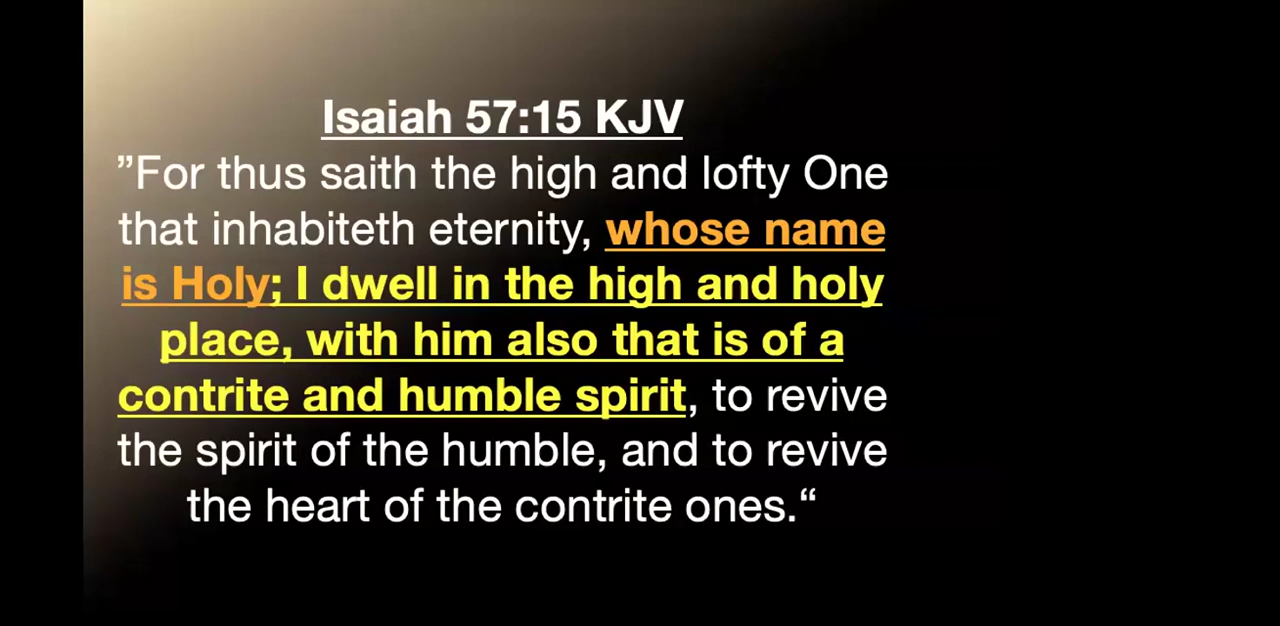 Isaiah 57:15 KJV
”For thus saith the high and lofty One
that inhabiteth eternity, whose name
is Holy; I dwell in the high and holy
place, with him also that is of a
contrite and humble spirit, to revive
the spirit of the humble, and to revive
the heart of the contrite ones.“